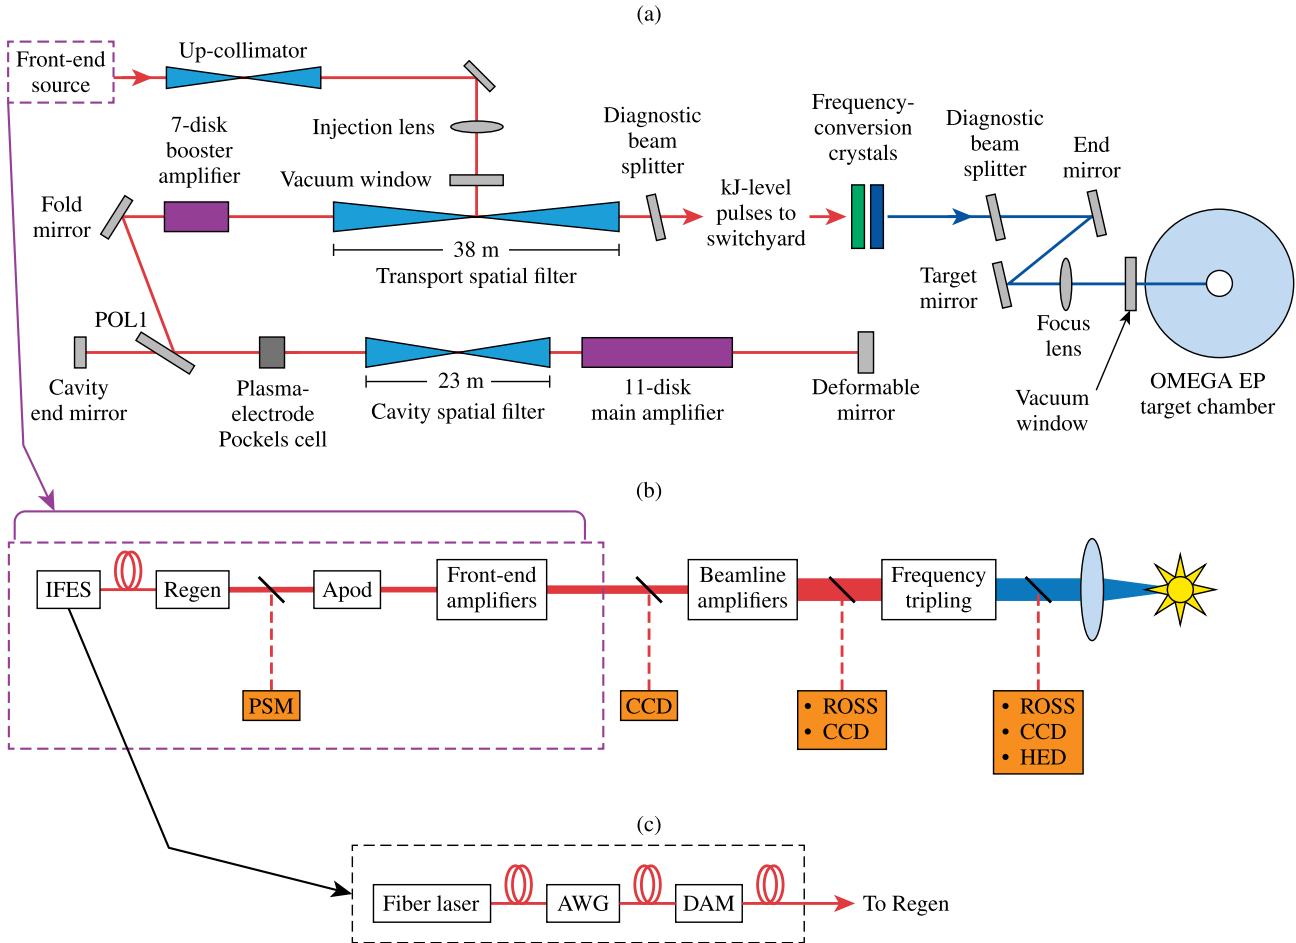 (a)
Front-end
source
Up-collimator
7-disk
booster
amplifier
Injection lens
Vacuum window
Diagnostic
beam
splitter
Frequency-
conversion
crystals
Diagnostic
beam
splitter
End
mirror
Fold
mirror
kJ-level
pulses to
switchyard
38 m
Transport spatial filter
Target
mirror
Focus
lens
POL1
Cavity
end mirror
Plasma-
electrode
Pockels cell
23 m
Cavity spatial filter
11-disk
main amplifier
Deformable
mirror
Vacuum
window
OMEGA EP
target chamber
(b)
IFES
Regen
Apod
Front-end
amplifiers
Beamline
amplifiers
Frequency
tripling
PSM
CCD
• ROSS
• CCD
• ROSS
• CCD
• HED
(c)
Fiber laser
AWG
DAM
To Regen